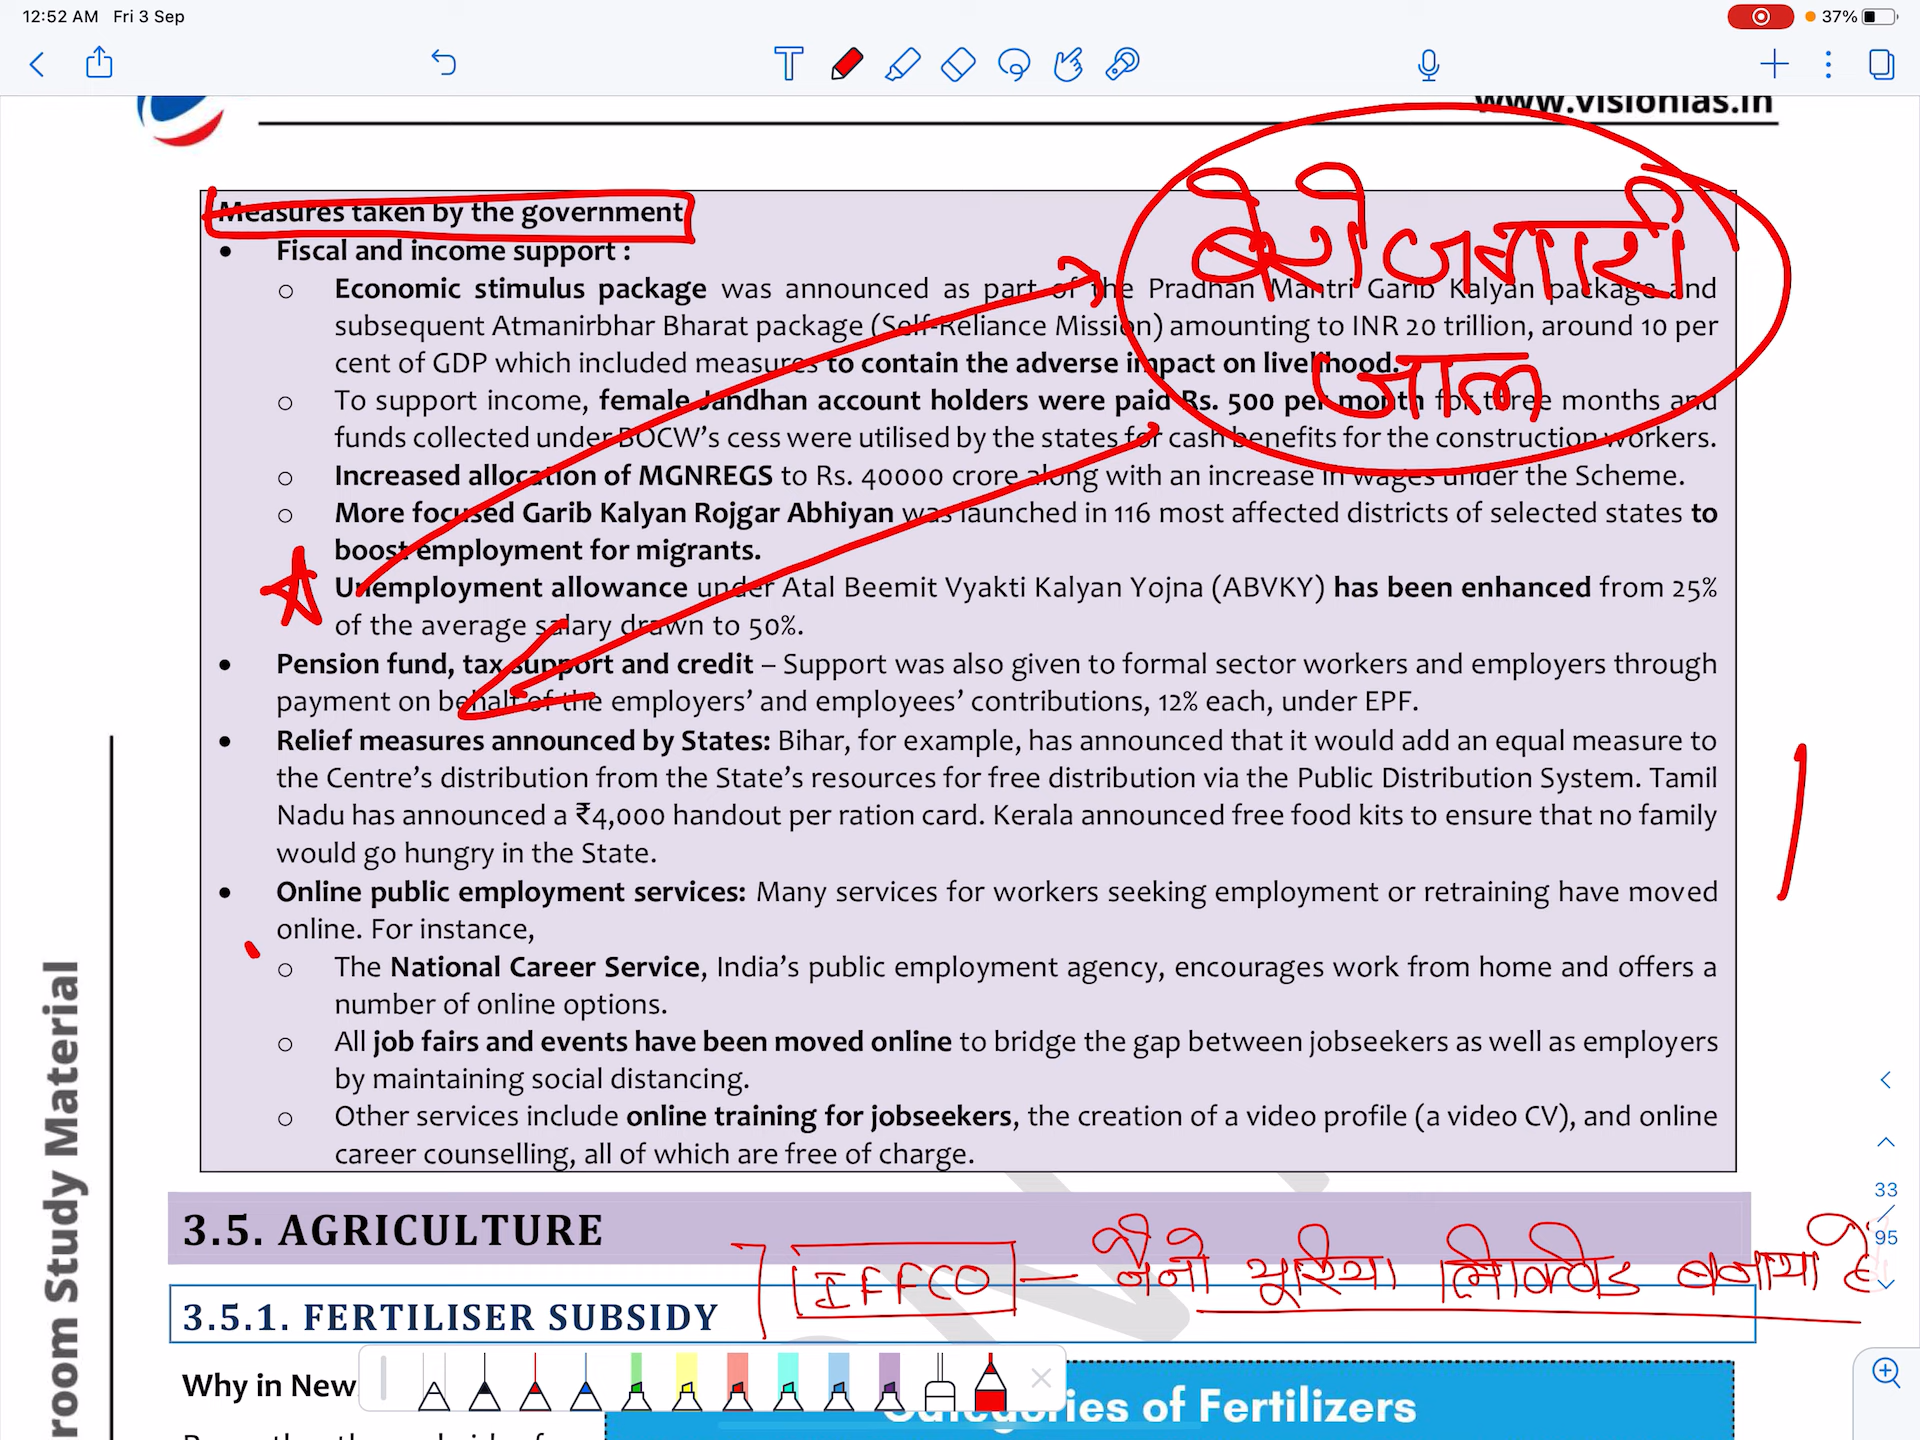 12:52 AM Fri 3 Sep
37%
www.visionias.in
Measures taken by the government
बेरोजगारी
जाल
• Fiscal and income support :
o Economic stimulus package was announced as part of the Pradhan Mantri Garib Kalyan package and
subsequent Atmanirbhar Bharat package (Self-Reliance Mission) amounting to INR 20 trillion, around 10 per
cent of GDP which included measures to contain the adverse impact on livelihood.
o To support income, female Jandhan account holders were paid Rs. 500 per month for three months and
funds collected under BOCW’s cess were utilised by the states for cash benefits for the construction workers.
o Increased allocation of MGNREGS to Rs. 40000 crore along with an increase in wages under the Scheme.
o More focused Garib Kalyan Rojgar Abhiyan was launched in 116 most affected districts of selected states to
boost employment for migrants.
Unemployment allowance under Atal Beemit Vyakti Kalyan Yojna (ABVKY) has been enhanced from 25%
of the average salary drawn to 50%.
• Pension fund, tax support and credit – Support was also given to formal sector workers and employers through
payment on behalf of the employers’ and employees’ contributions, 12% each, under EPF.
• Relief measures announced by States: Bihar, for example, has announced that it would add an equal measure to
the Centre’s distribution from the State’s resources for free distribution via the Public Distribution System. Tamil
Nadu has announced a ₹4,000 handout per ration card. Kerala announced free food kits to ensure that no family
would go hungry in the State.
• Online public employment services: Many services for workers seeking employment or retraining have moved
online. For instance,
o The National Career Service, India’s public employment agency, encourages work from home and offers a
number of online options.
o All job fairs and events have been moved online to bridge the gap between jobseekers as well as employers
by maintaining social distancing.
o Other services include online training for jobseekers, the creation of a video profile (a video CV), and online
career counselling, all of which are free of charge.
room Study Material
33
95
3.5. AGRICULTURE
IFFCO – नैनो यूरिया लिक्वेड बनाया है
3.5.1. FERTILISER SUBSIDY
Why in New
Categories of Fertilizers